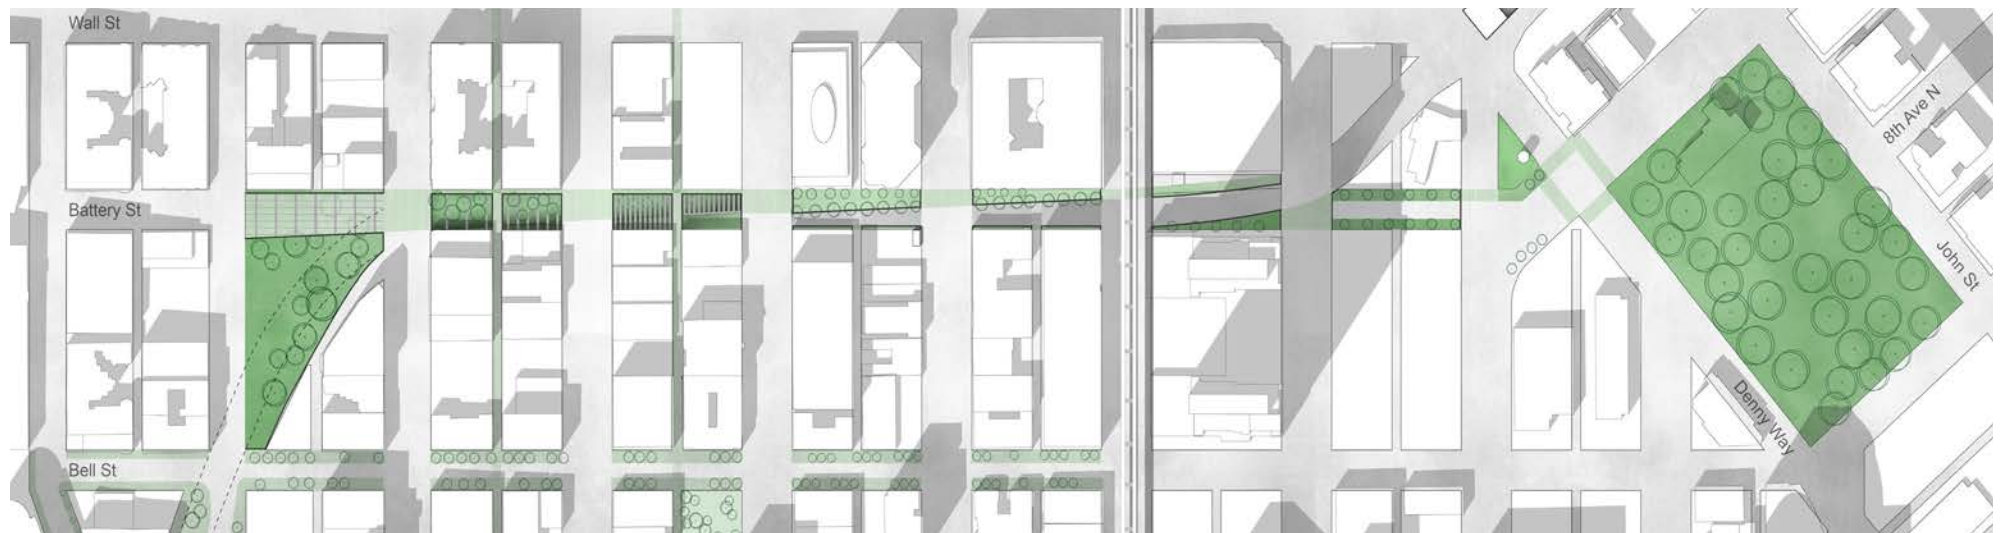 Wall St
8th Ave N
Battery St
John St
Denny Way
Bell St